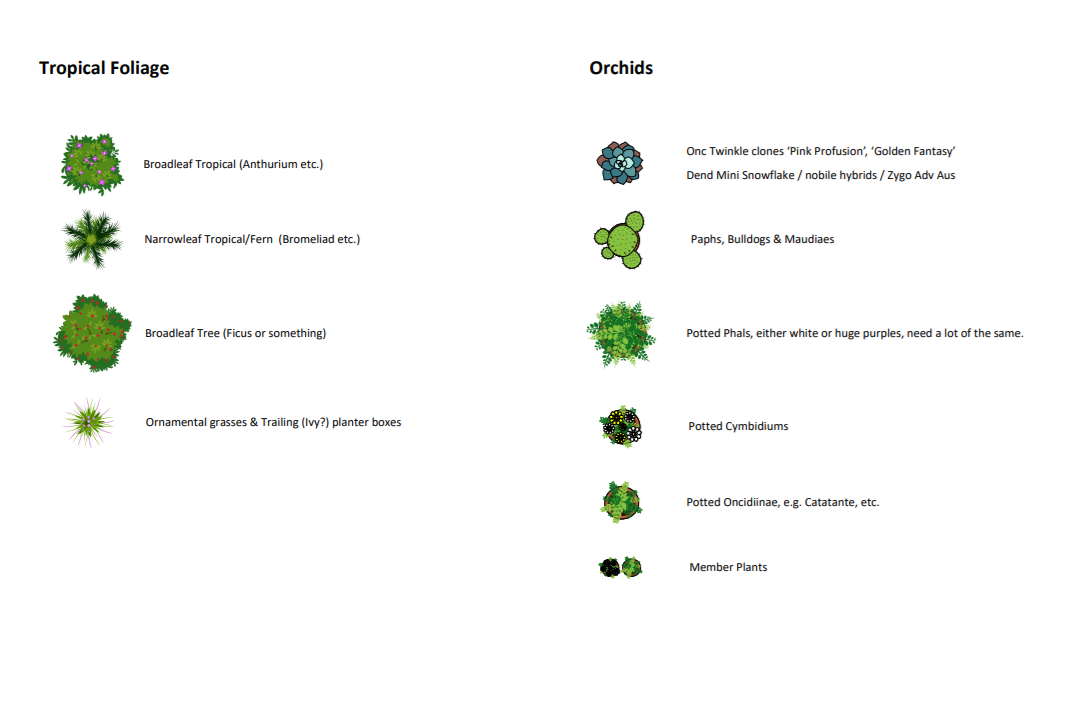 Tropical Foliage
Broadleaf Tropical (Anthurium etc.)
Narrowleaf Tropical/Fern  (Bromeliad etc.)
Broadleaf Tree (Ficus or something)
Ornamental grasses & Trailing (Ivy?) planter boxes
Orchids
Onc Twinkle clones ‘Pink Profusion’, ‘Golden Fantasy’
Dend Mini Snowflake / nobile hybrids / Zygo Adv Aus
Paphs, Bulldogs & Maudiaes
Potted Phals, either white or huge purples, need a lot of the same.
Potted Cymbidiums
Potted Oncidiinae, e.g. Catatante, etc.
Member Plants